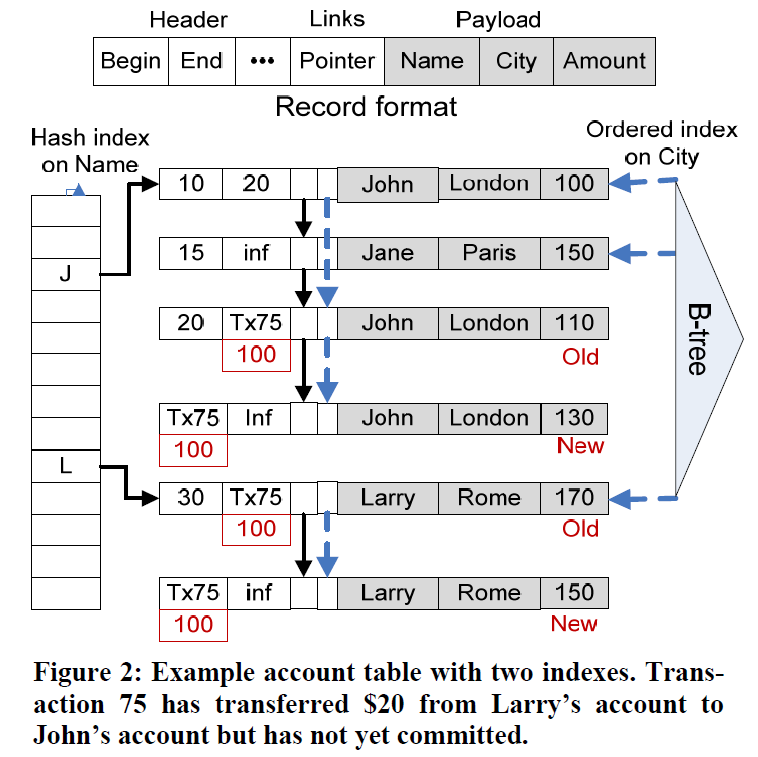 Header Links Payload
Begin End ••• Pointer Name City Amount
Record format
Hash index
on Name
Ordered index
on City
10 20 John London 100
15 inf Jane Paris 150
J
20 Tx75 John London 110
100 Old
B-tree
Tx75 Inf John London 130
100 New
L
30 Tx75 Larry Rome 170
100 Old
Tx75 inf Larry Rome 150
100 New
Figure 2: Example account table with two indexes. Trans-
action 75 has transferred $20 from Larry’s account to
John’s account but has not yet committed.